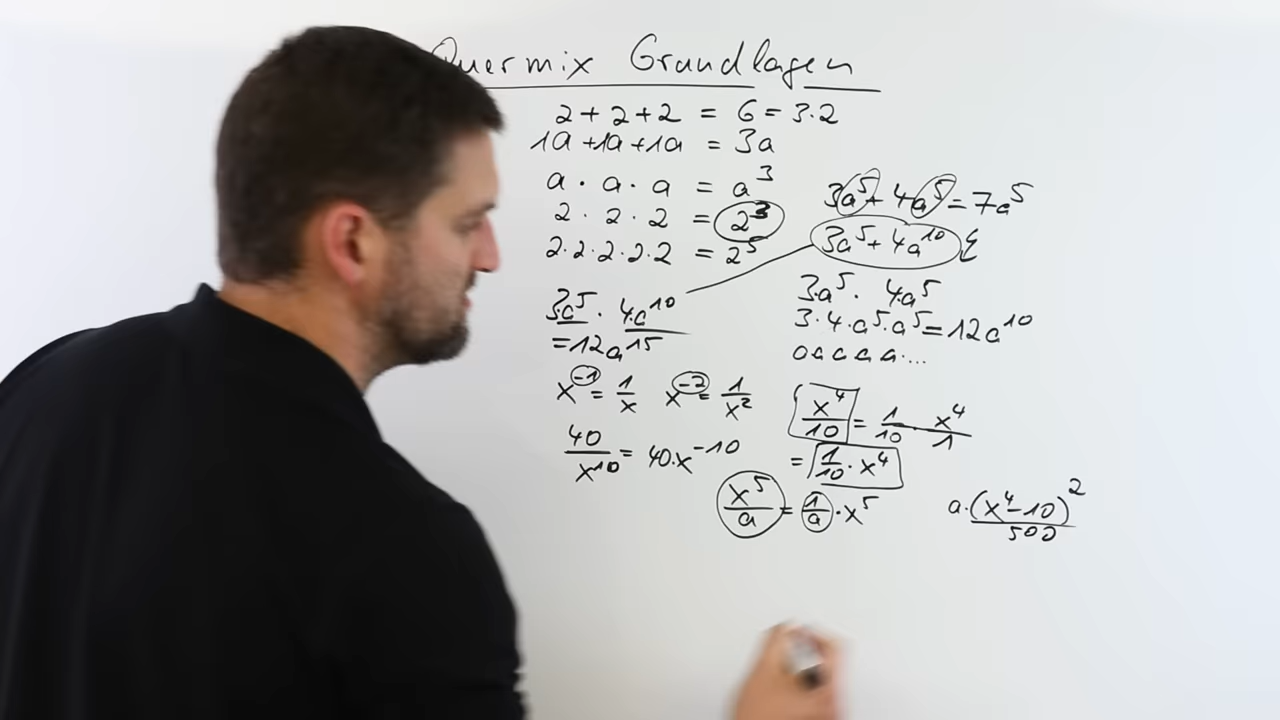 Quermix Grundlagen
2 + 2 + 2 = 6 = 3·2
1a + 1a + 1a = 3a
a · a · a = a³
2 · 2 · 2 = 2³
2·2·2·2·2 = 2⁵
3a⁵ · 4a¹⁰
= 12a¹⁵
x⁻¹ = 1/x x⁻² = 1/x²
40/x¹⁰ = 40·x⁻¹⁰
3a⁵ + 4a⁵ = 7a⁵
3a⁵ + 4a¹⁰
3·a⁵ · 4a⁵
3·4·a⁵·a⁵ = 12a¹⁰
a a a a a ...
x⁴/10 = 1/10 · x⁴/1
= 1/10 · x⁴
x⁵/a = 1/a · x⁵
a·(x⁴-10)²/500